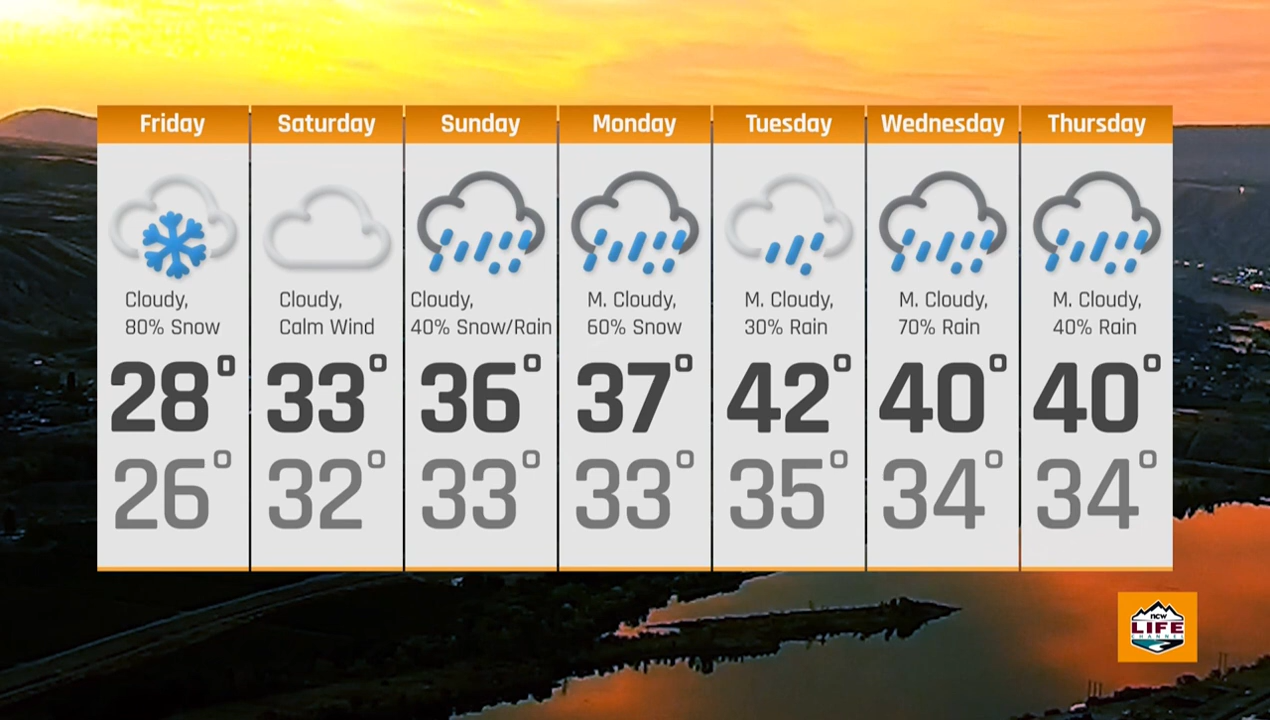 Friday
Cloudy,
80% Snow
28°
26°
Saturday
Cloudy,
Calm Wind
33°
32°
Sunday
Cloudy,
40% Snow/Rain
36°
33°
Monday
M. Cloudy,
60% Snow
37°
33°
Tuesday
M. Cloudy,
30% Rain
42°
35°
Wednesday
M. Cloudy,
70% Rain
40°
34°
Thursday
M. Cloudy,
40% Rain
40°
34°
ncw
LIFE
CHANNEL